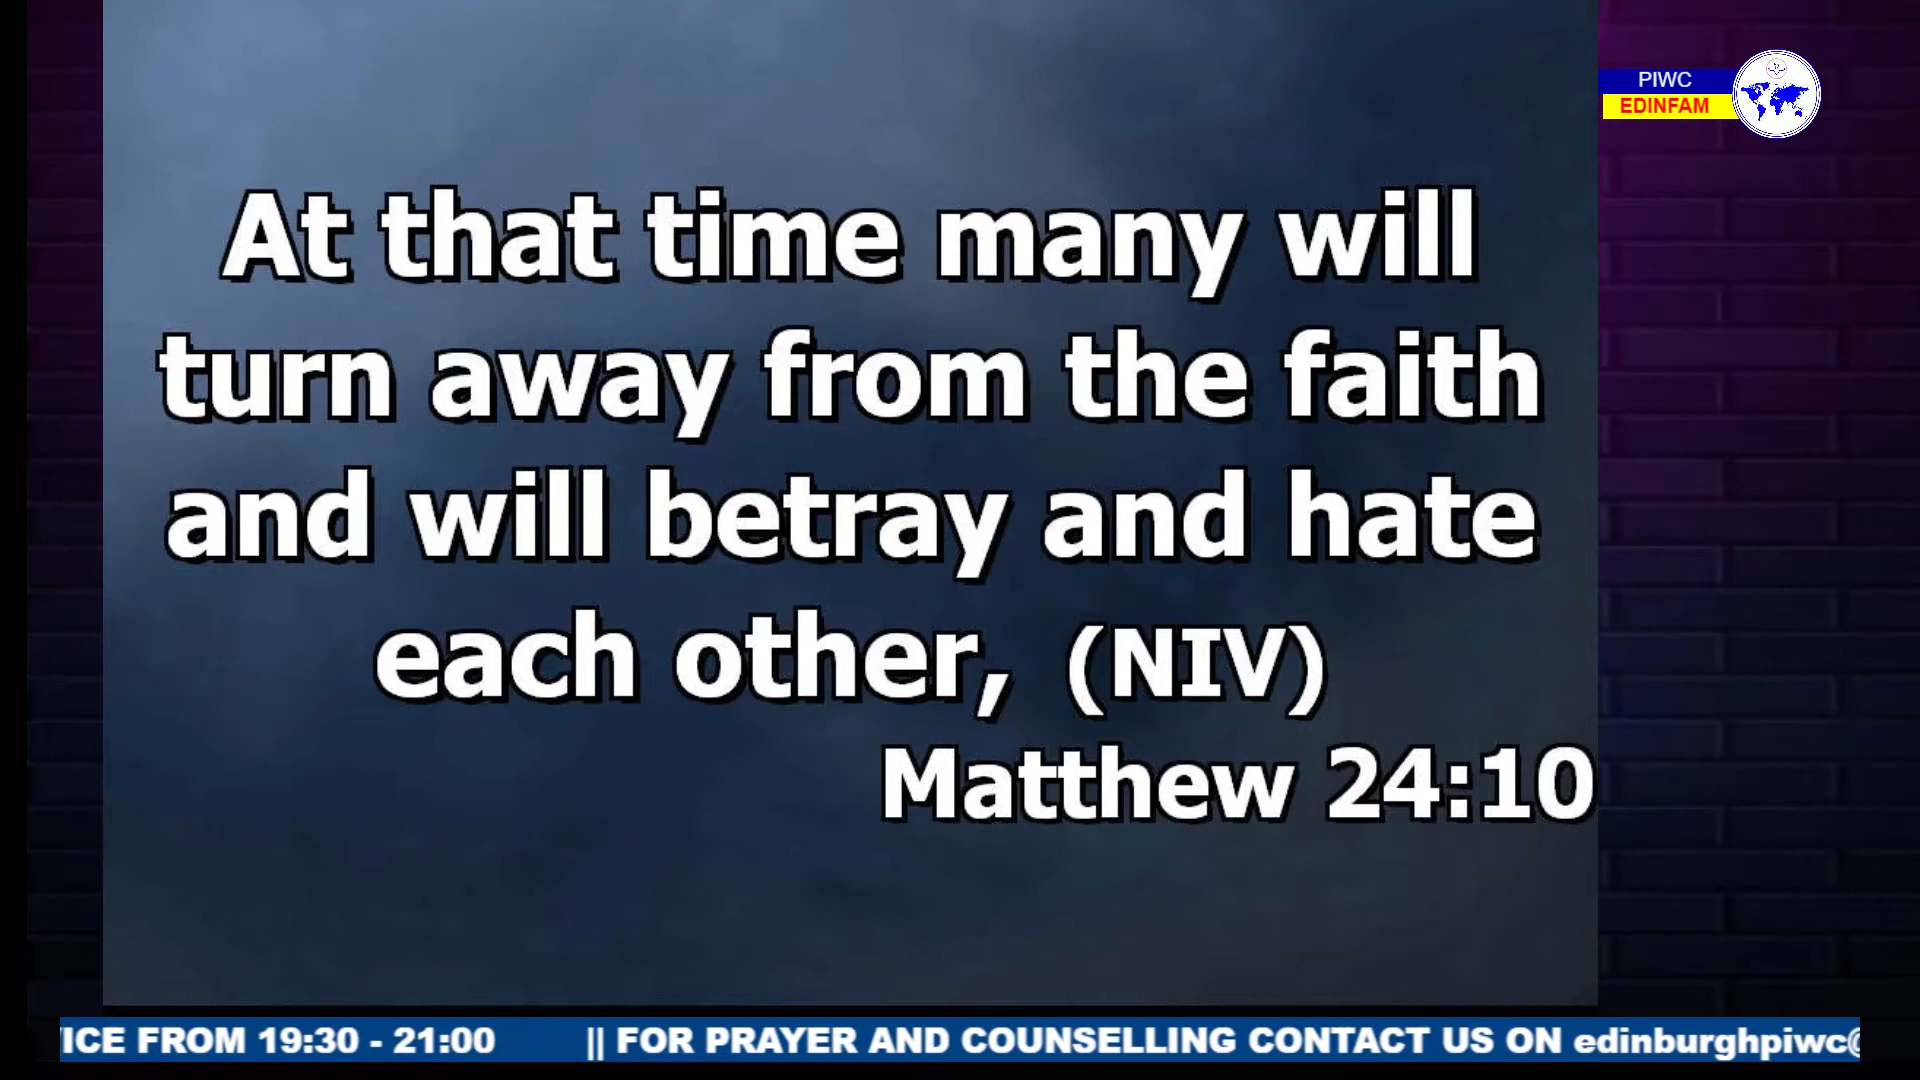 PIWC
EDINFAM
At that time many will
turn away from the faith
and will betray and hate
each other, (NIV)
Matthew 24:10
ICE FROM 19:30 - 21:00 || FOR PRAYER AND COUNSELLING CONTACT US ON edinburghpiwc@